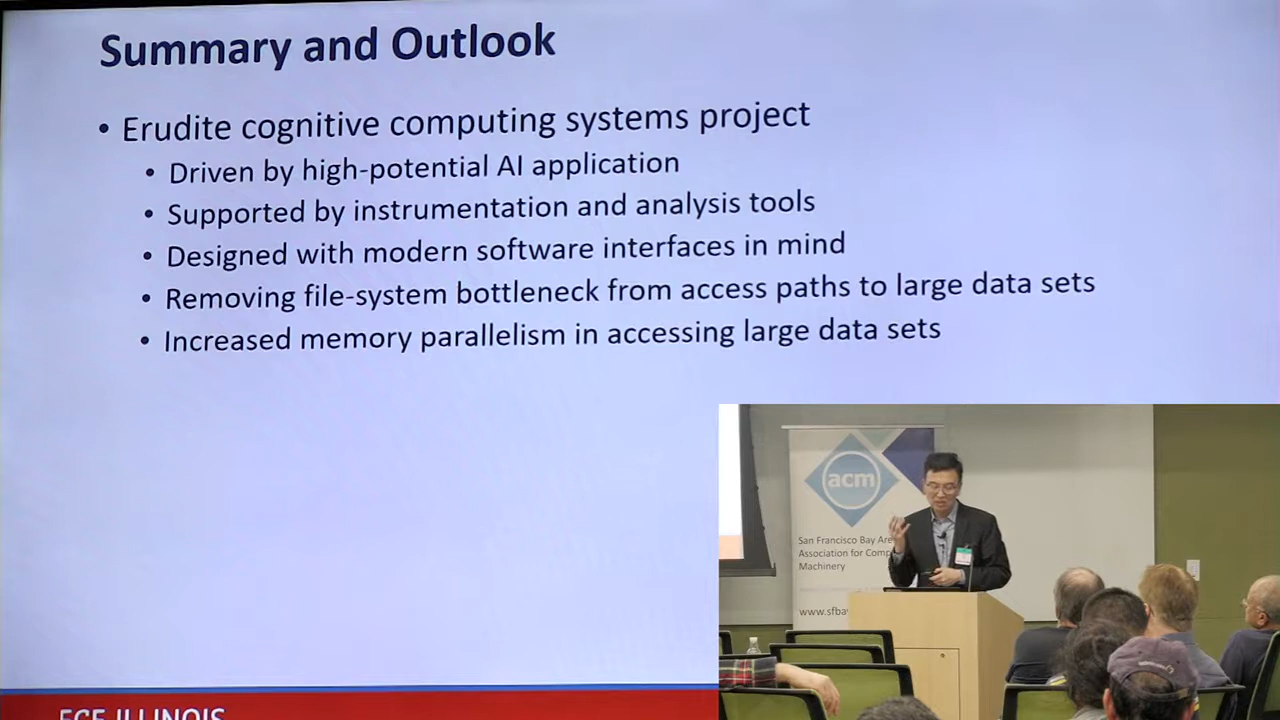 Summary and Outlook
• Erudite cognitive computing systems project
• Driven by high-potential AI application
• Supported by instrumentation and analysis tools
• Designed with modern software interfaces in mind
• Removing file-system bottleneck from access paths to large data sets
• Increased memory parallelism in accessing large data sets
ECE ILLINOIS
acm
San Francisco Bay Are
Association for Comp
Machinery
www.sfba